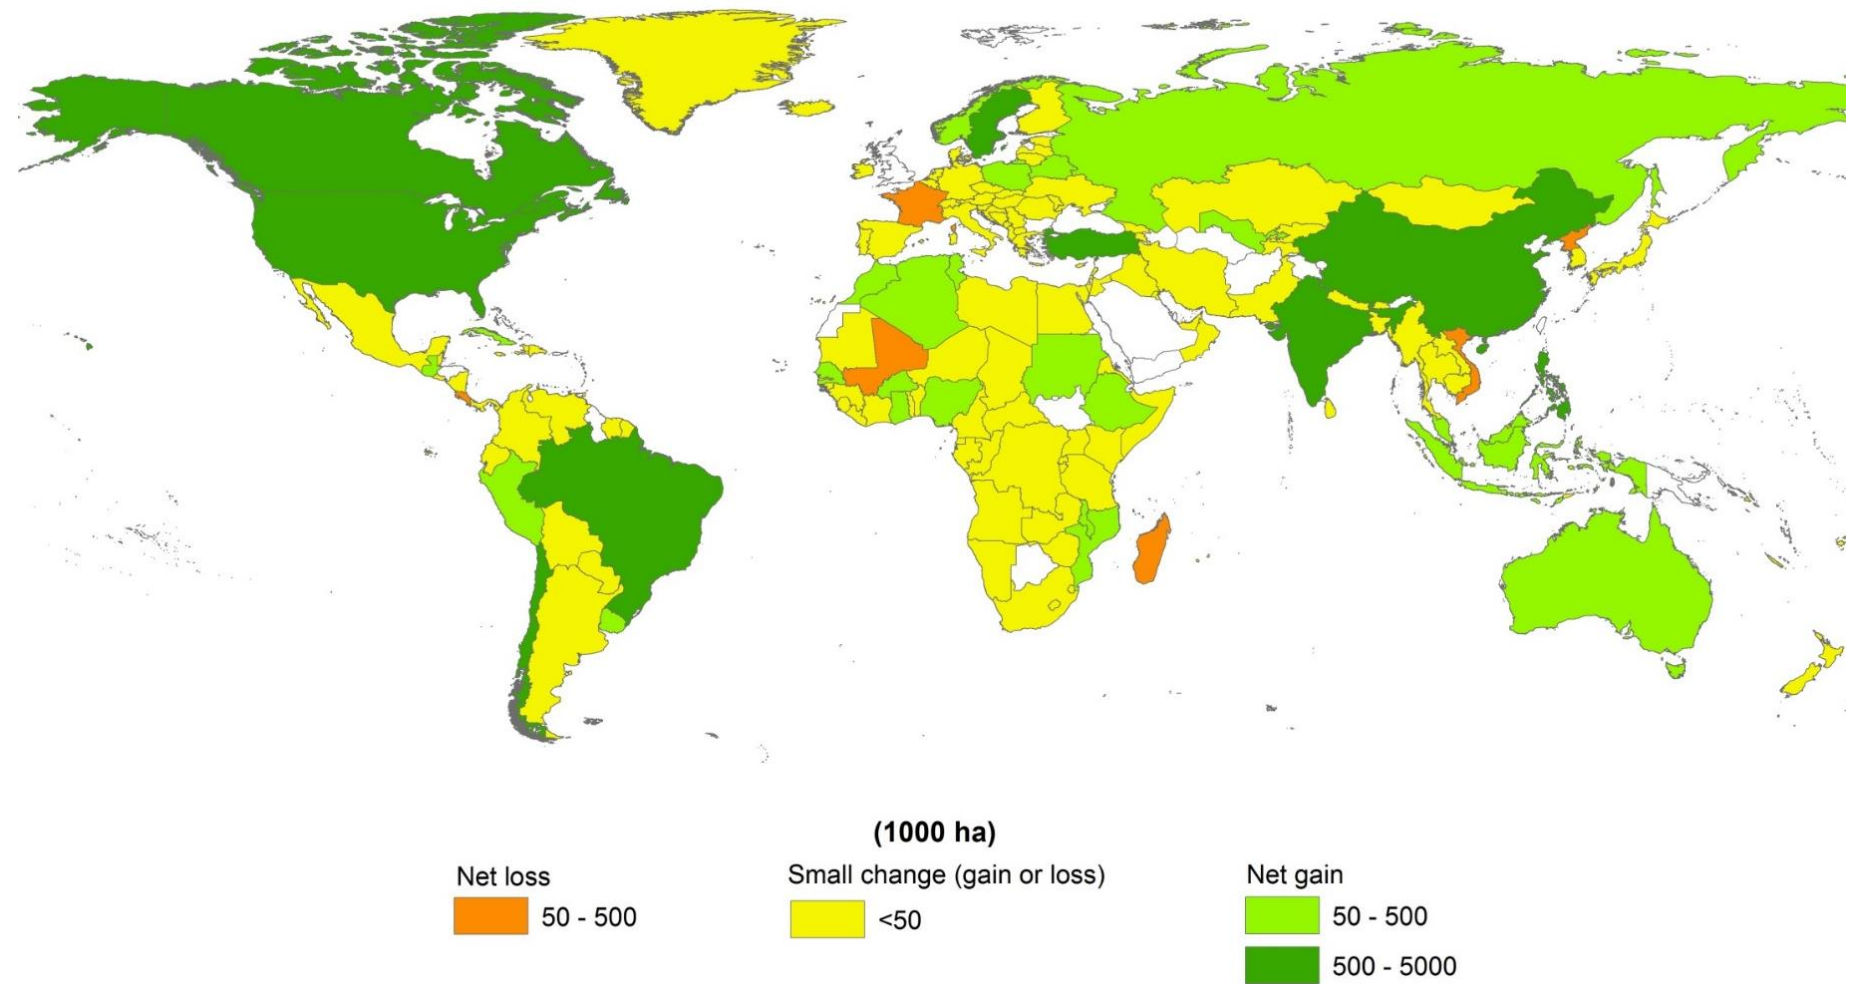 (1000 ha)
Net loss
50 - 500
Small change (gain or loss)
<50
Net gain
50 - 500
500 - 5000